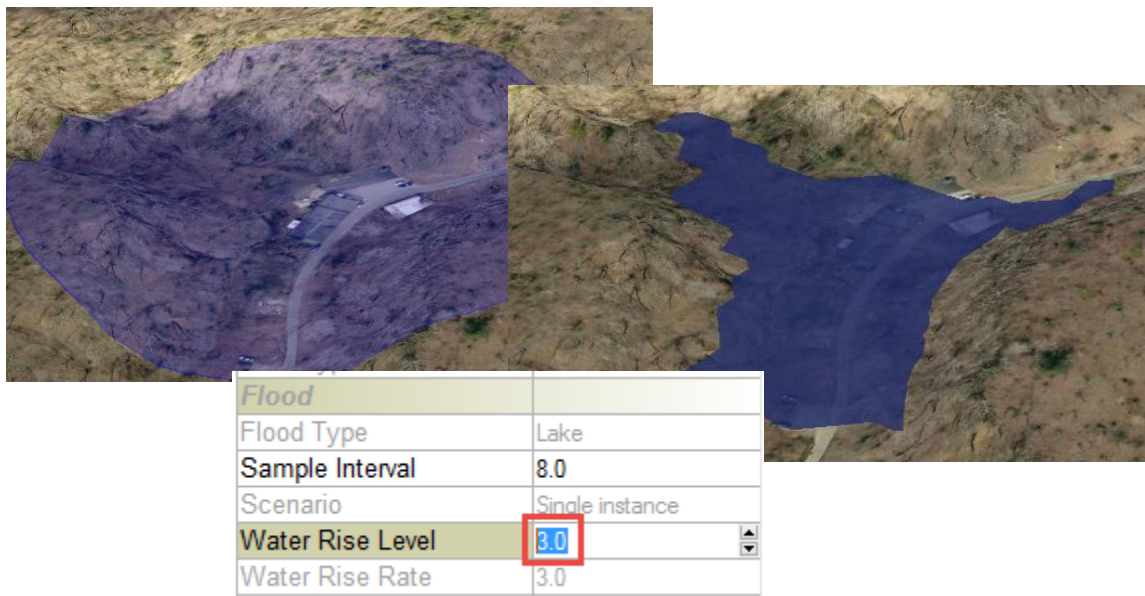 Flood
Flood Type Lake
Sample Interval 8.0
Scenario Single instance
Water Rise Level 3.0
Water Rise Rate 3.0